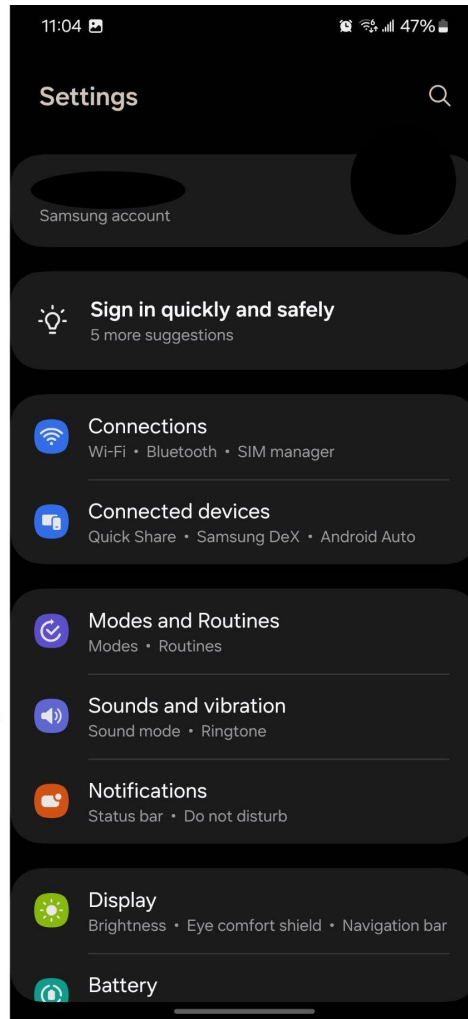 11:04 47%
Settings
Samsung account
Sign in quickly and safely
5 more suggestions
Connections
Wi-Fi • Bluetooth • SIM manager
Connected devices
Quick Share • Samsung DeX • Android Auto
Modes and Routines
Modes • Routines
Sounds and vibration
Sound mode • Ringtone
Notifications
Status bar • Do not disturb
Display
Brightness • Eye comfort shield • Navigation bar
Battery